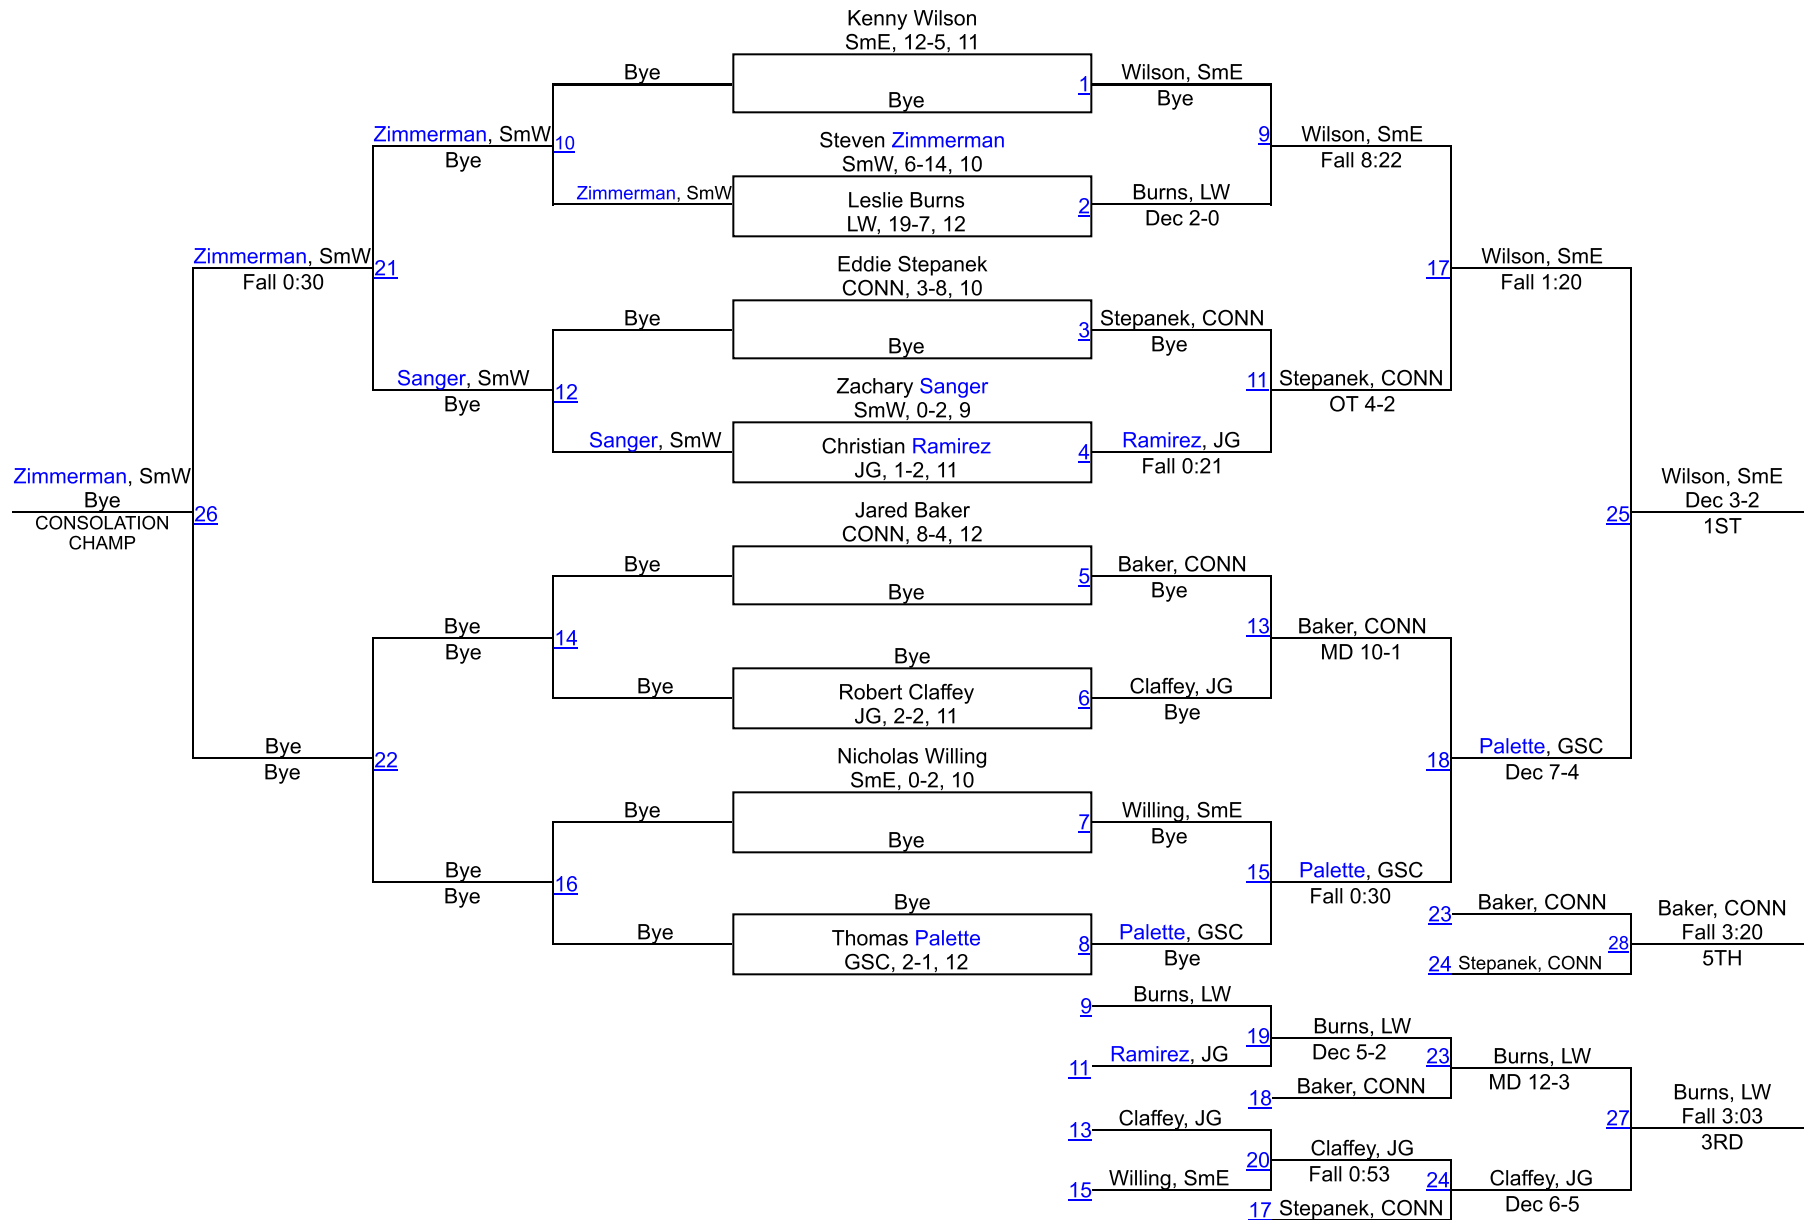 Kenny Wilson
SmE, 12-5, 11
Bye
Bye
1
Wilson, SmE
Bye
Zimmerman, SmW
Bye
10
Steven Zimmerman
SmW, 6-14, 10
9
Wilson, SmE
Fall 8:22
Zimmerman, SmW
Leslie Burns
LW, 19-7, 12
2
Burns, LW
Dec 2-0
Zimmerman, SmW
Fall 0:30
21
Eddie Stepanek
CONN, 3-8, 10
17
Wilson, SmE
Fall 1:20
Bye
Bye
3
Stepanek, CONN
Bye
Sanger, SmW
Bye
12
Zachary Sanger
SmW, 0-2, 9
11
Stepanek, CONN
OT 4-2
Sanger, SmW
Christian Ramirez
JG, 1-2, 11
4
Ramirez, JG
Fall 0:21
Zimmerman, SmW
Bye
CONSOLATION
CHAMP
26
Jared Baker
CONN, 8-4, 12
25
Wilson, SmE
Dec 3-2
1ST
Bye
Bye
5
Baker, CONN
Bye
Bye
Bye
14
Bye
13
Baker, CONN
MD 10-1
Bye
Robert Claffey
JG, 2-2, 11
6
Claffey, JG
Bye
Bye
Bye
22
Nicholas Willing
SmE, 0-2, 10
18
Palette, GSC
Dec 7-4
Bye
Bye
7
Willing, SmE
Bye
Bye
Bye
16
Bye
15
Palette, GSC
Fall 0:30
Bye
Thomas Palette
GSC, 2-1, 12
8
Palette, GSC
Bye
23
Baker, CONN
24
Stepanek, CONN
28
Baker, CONN
Fall 3:20
5TH
9
Burns, LW
11
Ramirez, JG
19
Burns, LW
Dec 5-2
18
Baker, CONN
23
Burns, LW
MD 12-3
13
Claffey, JG
15
Willing, SmE
20
Claffey, JG
Fall 0:53
17
Stepanek, CONN
24
Claffey, JG
Dec 6-5
27
Burns, LW
Fall 3:03
3RD